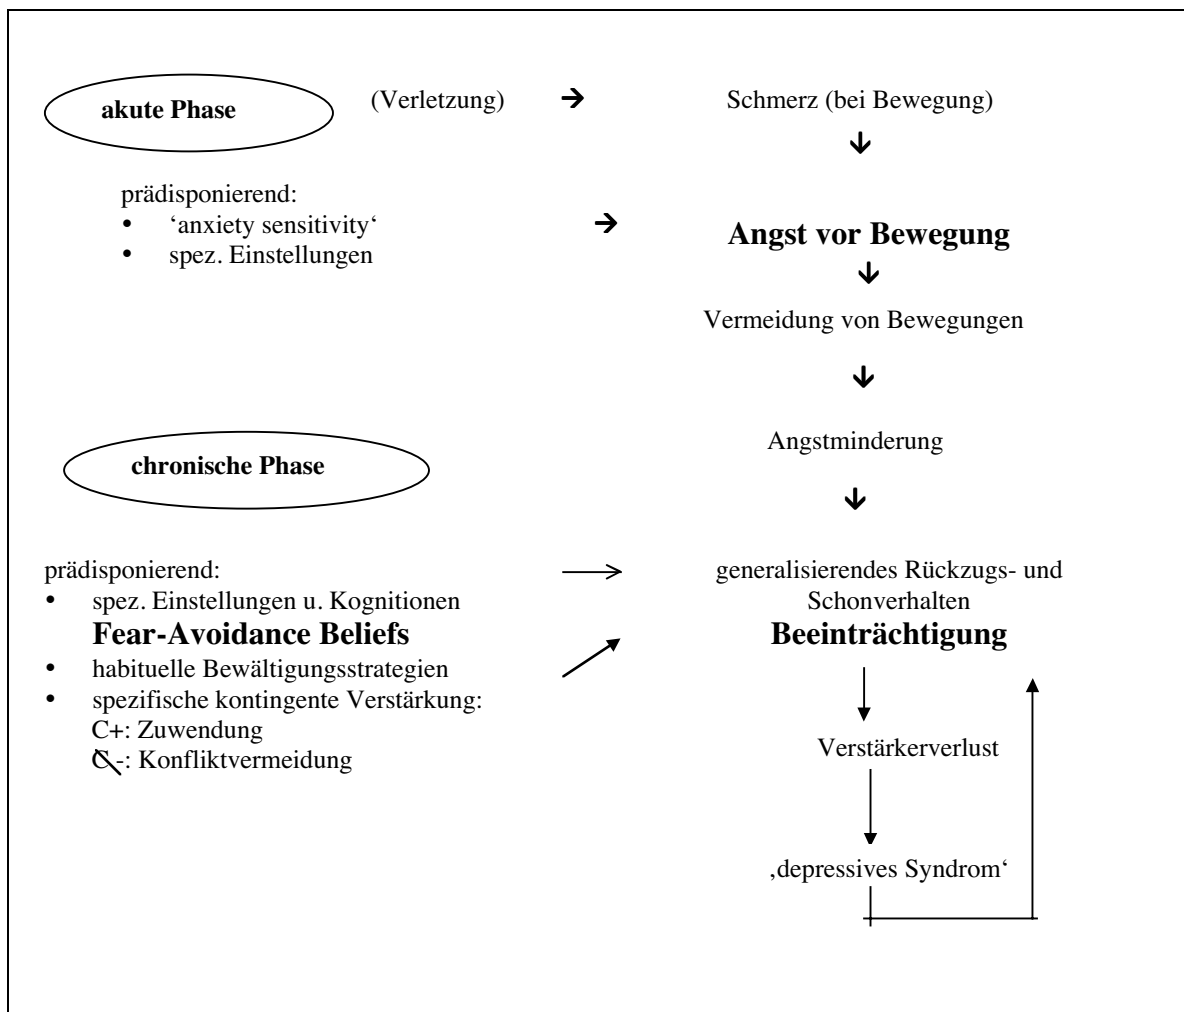 akute Phase
(Verletzung) ➔ Schmerz (bei Bewegung)
prädisponierend:
• ‘anxiety sensitivity‘
• spez. Einstellungen
Angst vor Bewegung
Vermeidung von Bewegungen
Angstminderung
chronische Phase
prädisponierend:
• spez. Einstellungen u. Kognitionen
Fear-Avoidance Beliefs
• habituelle Bewältigungsstrategien
• spezifische kontingente Verstärkung:
C+: Zuwendung
C-: Konfliktvermeidung
generalisierendes Rückzugs- und
Schonverhalten
Beeinträchtigung
Verstärkerverlust
‚depressives Syndrom‘